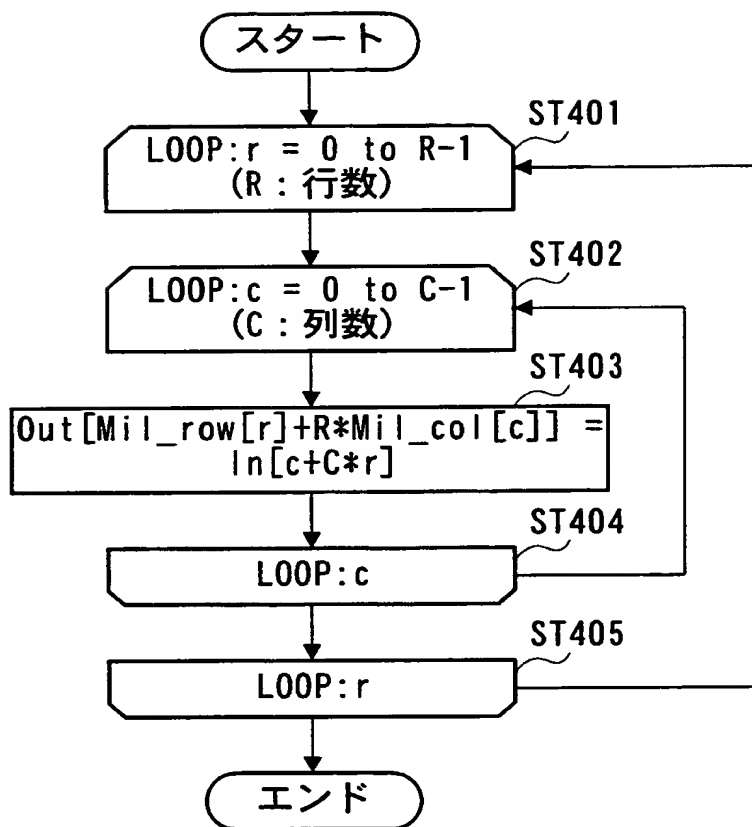 スタート
ST401
LOOP:r = 0 to R-1
(R:行数)
ST402
LOOP:c = 0 to C-1
(C:列数)
ST403
Out[Mil_row[r]+R*Mil_col[c]] =
In[c+C*r]
ST404
LOOP:c
ST405
LOOP:r
エンド